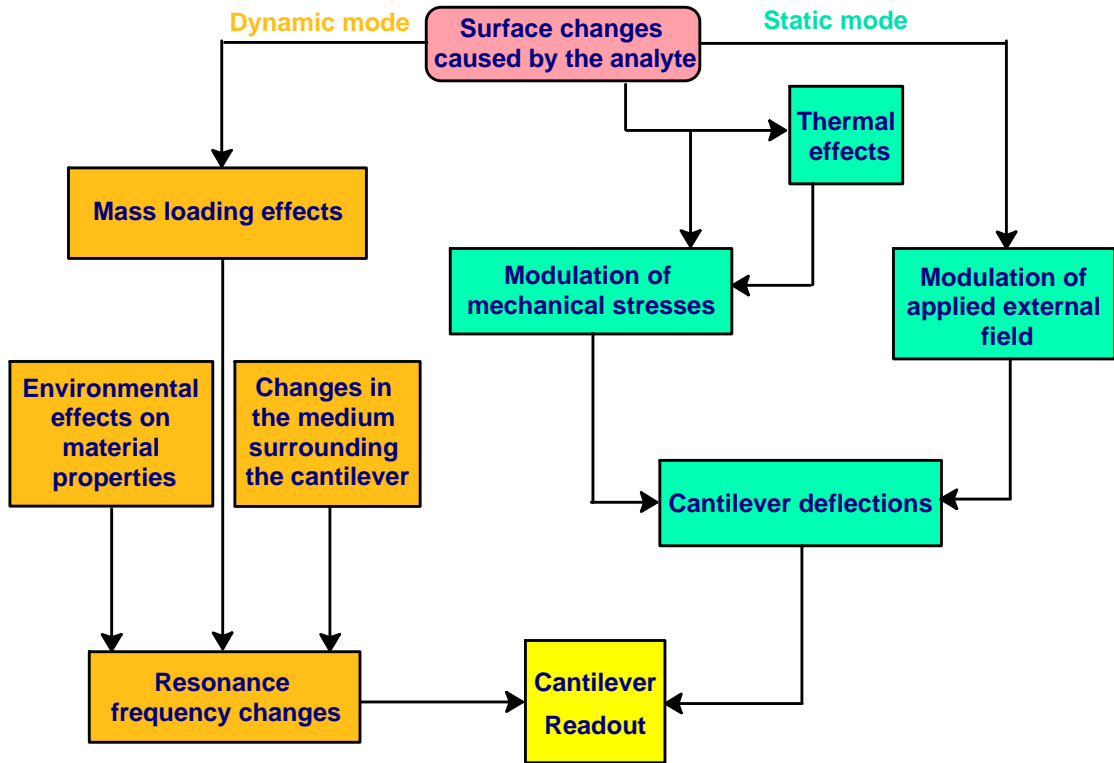 Dynamic mode
Surface changes
caused by the analyte
Static mode
Thermal
effects
Mass loading effects
Modulation of
mechanical stresses
Modulation of
applied external
field
Environmental
effects on
material
properties
Changes in
the medium
surrounding
the cantilever
Cantilever deflections
Resonance
frequency changes
Cantilever
Readout